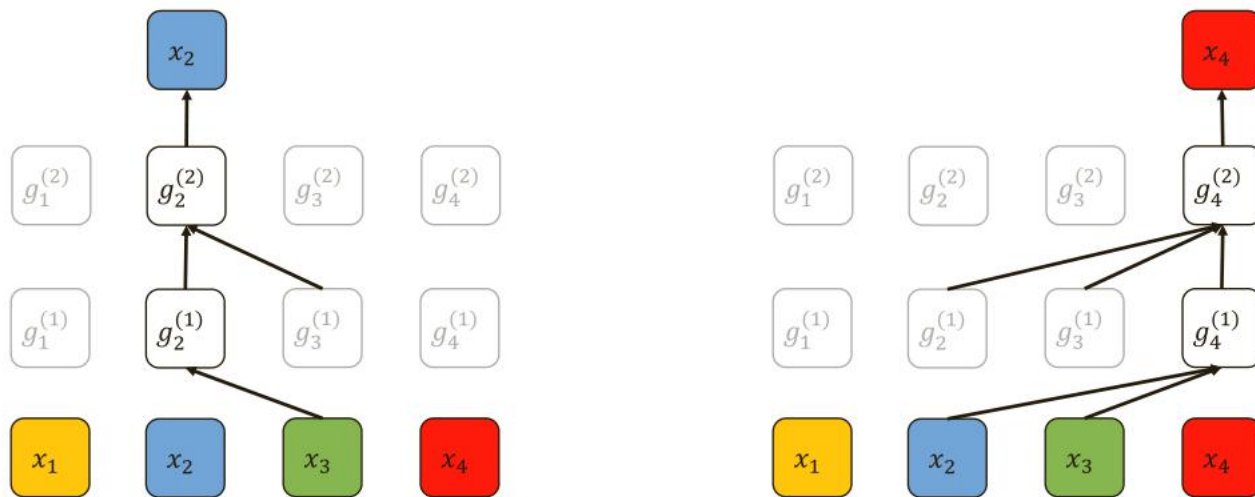 x₂ x₄
g₁⁽²⁾ g₂⁽²⁾ g₃⁽²⁾ g₄⁽²⁾ g₁⁽²⁾ g₂⁽²⁾ g₃⁽²⁾ g₄⁽²⁾
g₁⁽¹⁾ g₂⁽¹⁾ g₃⁽¹⁾ g₄⁽¹⁾ g₁⁽¹⁾ g₂⁽¹⁾ g₃⁽¹⁾ g₄⁽¹⁾
x₁ x₂ x₃ x₄ x₁ x₂ x₃ x₄